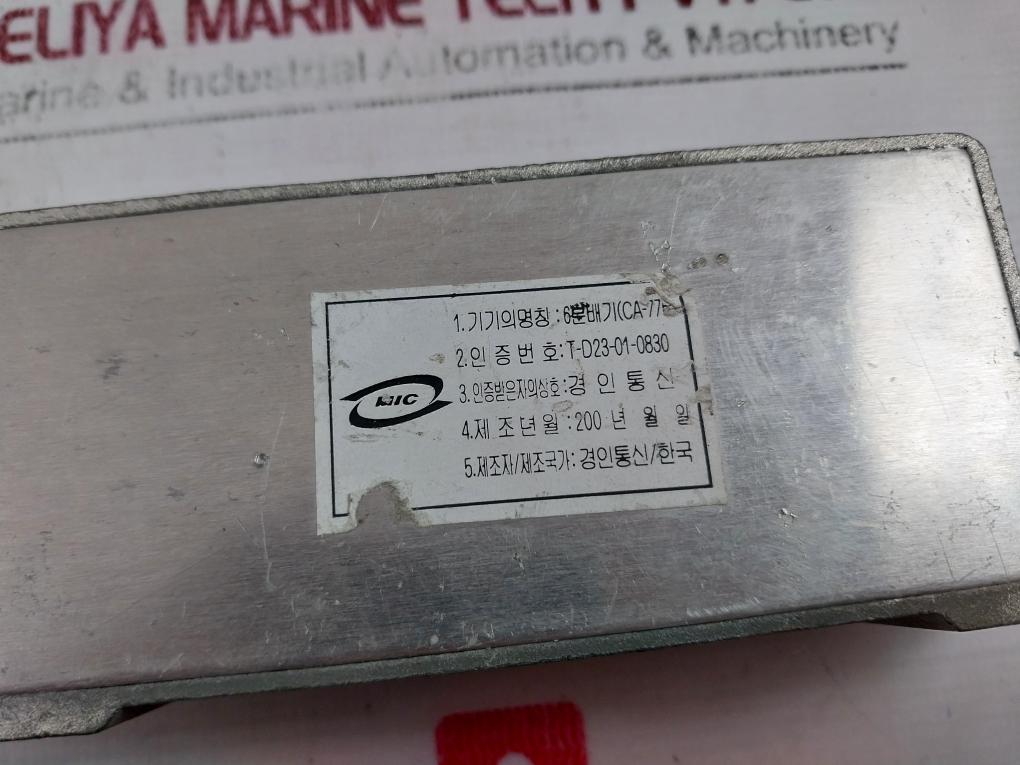 ELIYA MARINE TECH PVT
arine & Industrial Automation & Machinery
1.기기의명칭 : 6분배기(CA-77
2.인 증 번 호:T-D23-01-0830
MIC
3.인증받은자의상호:경 인 통 신
4.제 조 년 월 :200 년 월 일
5.제조자/제조국가: 경인통신/한국